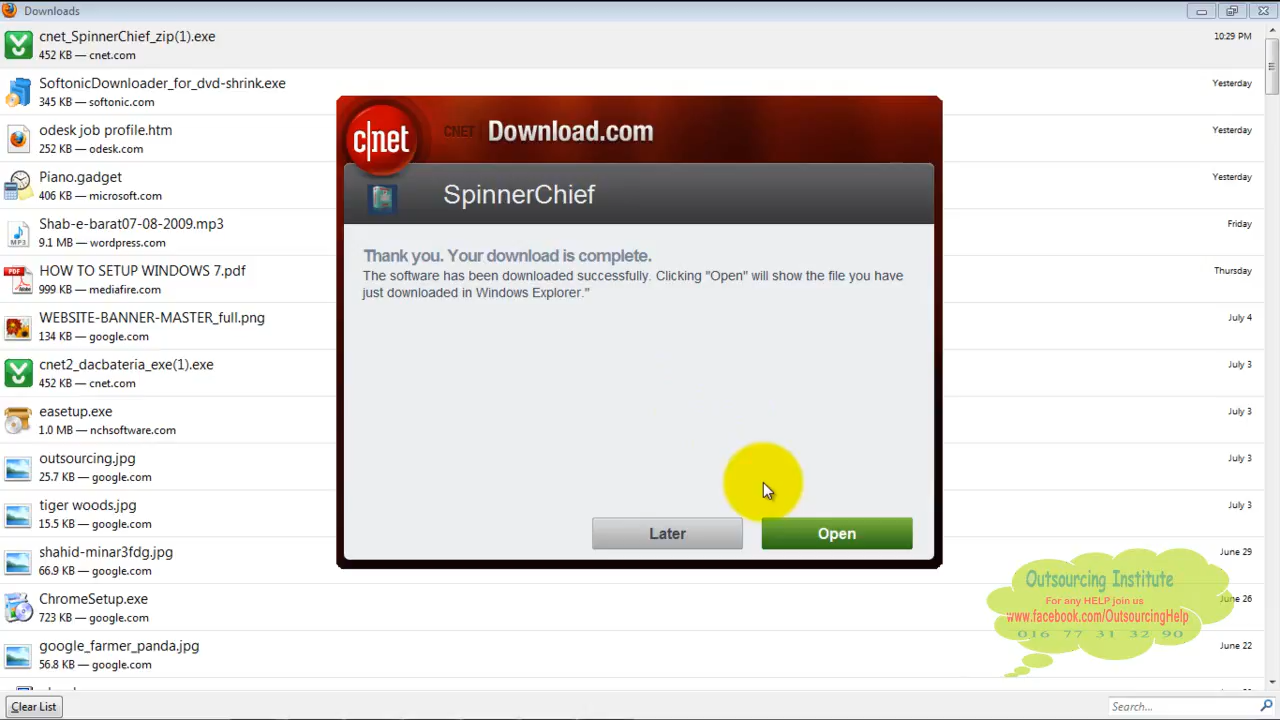 Downloads
cnet_SpinnerChief_zip(1).exe
10:29 PM
452 KB — cnet.com
SoftonicDownloader_for_dvd-shrink.exe
Yesterday
345 KB — softonic.com
odesk job profile.htm
Yesterday
252 KB — odesk.com
Piano.gadget
Yesterday
406 KB — microsoft.com
Shab-e-barat07-08-2009.mp3
Friday
MP3
9.1 MB — wordpress.com
HOW TO SETUP WINDOWS 7.pdf
Thursday
PDF
999 KB — mediafire.com
WEBSITE-BANNER-MASTER_full.png
July 4
134 KB — google.com
cnet2_dacbateria_exe(1).exe
July 3
452 KB — cnet.com
easetup.exe
July 3
1.0 MB — nchsoftware.com
outsourcing.jpg
July 3
25.7 KB — google.com
tiger woods.jpg
July 3
15.5 KB — google.com
shahid-minar3fdg.jpg
June 29
66.9 KB — google.com
ChromeSetup.exe
June 26
723 KB — google.com
google_farmer_panda.jpg
June 22
56.8 KB — google.com
Clear List
Search...
c|net
CNET Download.com
SpinnerChief
Thank you. Your download is complete.
The software has been downloaded successfully. Clicking "Open" will show the file you have
just downloaded in Windows Explorer."
Later
Open
Outsourcing Institute
For any HELP join us
www.facebook.com/OutsourcingHelp
016 77 31 32 90